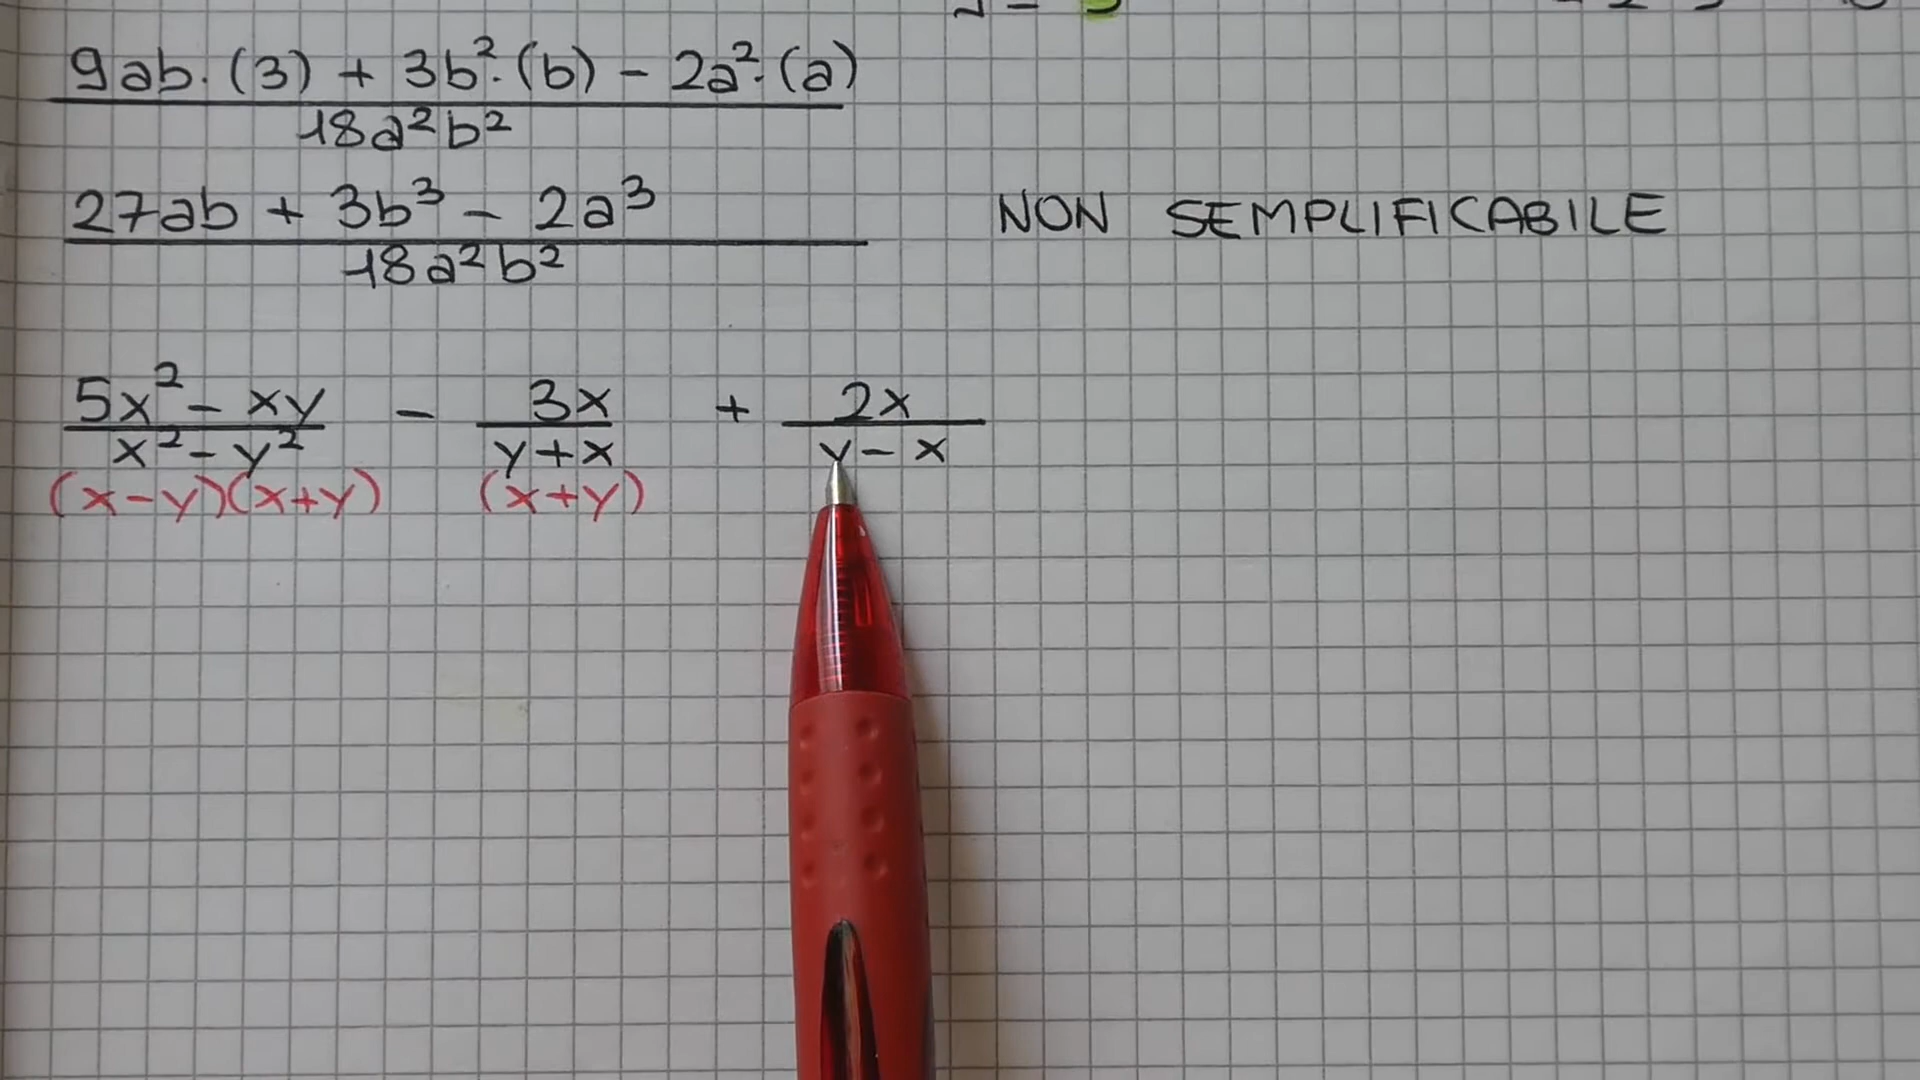 9ab·(3) + 3b²·(b) - 2a²·(a)
18a²b²
27ab + 3b³ - 2a³ NON SEMPLIFICABILE
18a²b²
5x² - xy - 3x + 2x
x² - y² y + x y - x
(x-y)(x+y) (x+y)